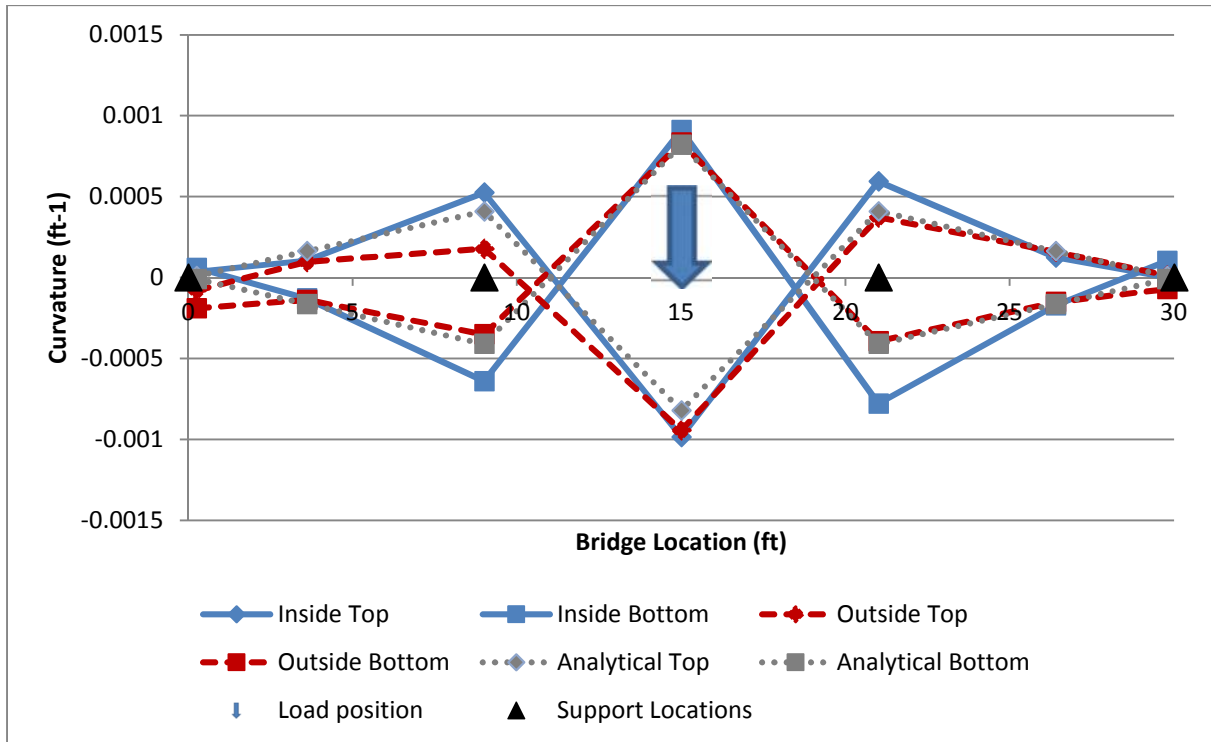 0.0015
0.001
0.0005
0
-0.0005
-0.001
-0.0015
Curvature (ft-1)
0 5 10 15 20 25 30
Bridge Location (ft)
Inside Top Inside Bottom Outside Top
Outside Bottom Analytical Top Analytical Bottom
Load position Support Locations